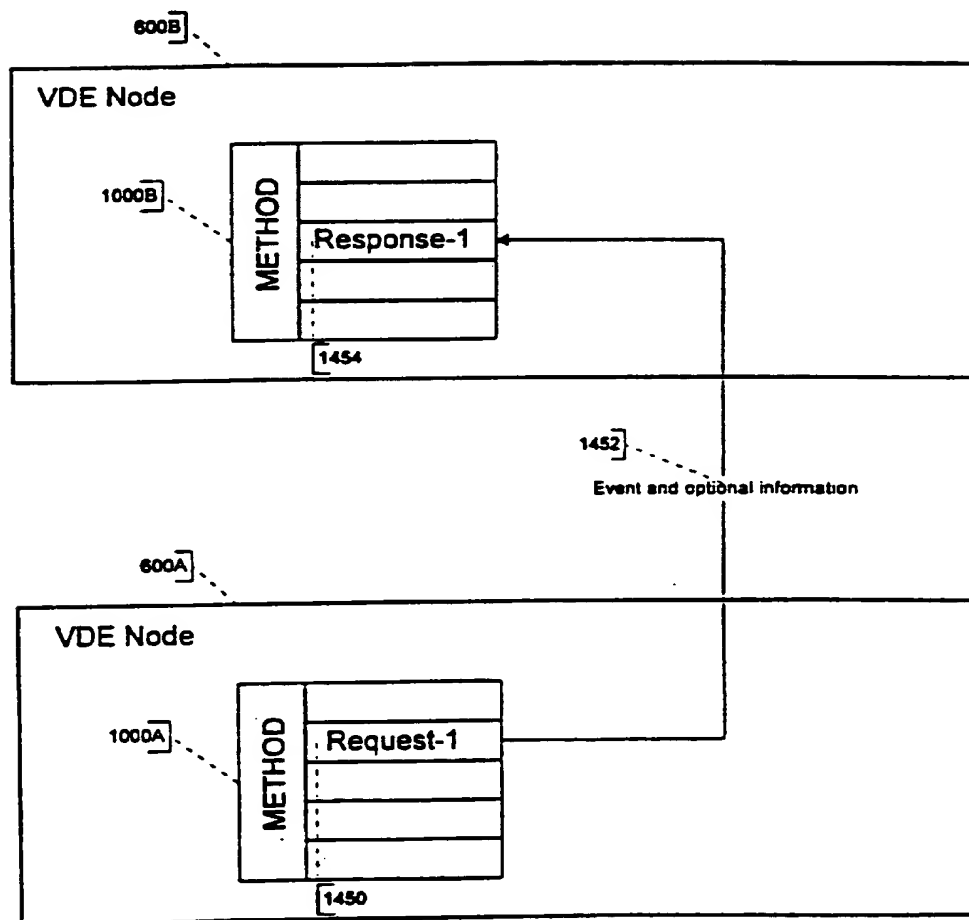 600B
VDE Node
1000B
METHOD
Response-1
1454
1452
Event and optional information
600A
VDE Node
1000A
METHOD
Request-1
1450